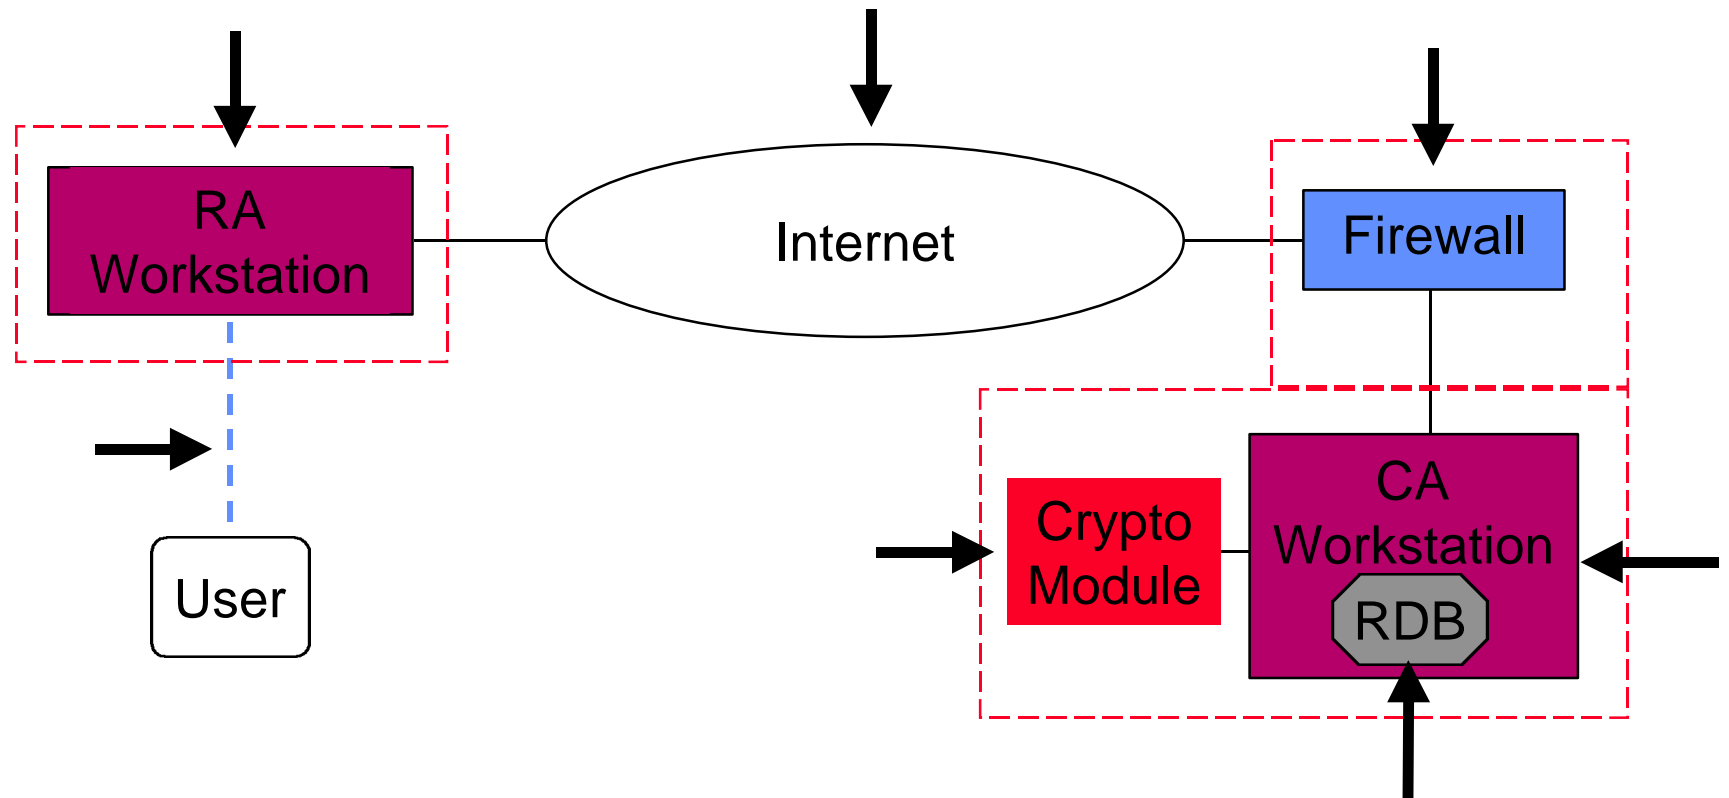 RA
Workstation
Internet
Firewall
User
Crypto
Module
CA
Workstation
RDB